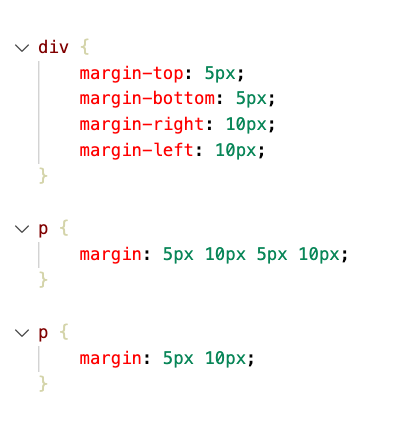 div {
    margin-top: 5px;
    margin-bottom: 5px;
    margin-right: 10px;
    margin-left: 10px;
}
p {
    margin: 5px 10px 5px 10px;
}
p {
    margin: 5px 10px;
}